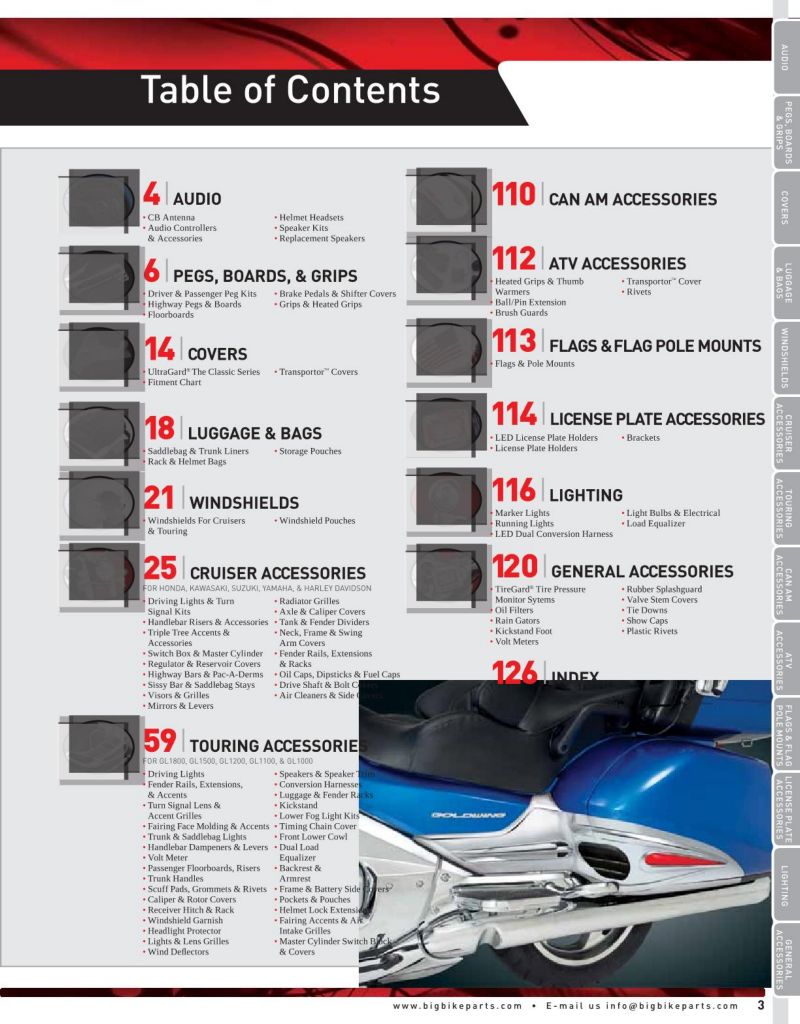 Table of Contents
4 AUDIO
• CB Antenna
• Audio Controllers
& Accessories
• Helmet Headsets
• Speaker Kits
• Replacement Speakers
6 PEGS, BOARDS, & GRIPS
• Driver & Passenger Peg Kits
• Highway Pegs & Boards
• Floorboards
• Brake Pedals & Shifter Covers
• Grips & Heated Grips
14 COVERS
• UltraGard® The Classic Series
• Fitment Chart
• Transportor™ Covers
18 LUGGAGE & BAGS
• Saddlebag & Trunk Liners
• Rack & Helmet Bags
• Storage Pouches
21 WINDSHIELDS
• Windshields For Cruisers
& Touring
• Windshield Pouches
25 CRUISER ACCESSORIES
FOR HONDA, KAWASAKI, SUZUKI, YAMAHA, & HARLEY DAVIDSON
• Driving Lights & Turn
Signal Kits
• Handlebar Risers & Accessories
• Triple Tree Accents &
Accessories
• Switch Box & Master Cylinder
• Regulator & Reservoir Covers
• Highway Bars & Pac-A-Derms
• Sissy Bar & Saddlebag Stays
• Visors & Grilles
• Mirrors & Levers
• Radiator Grilles
• Axle & Caliper Covers
• Tank & Fender Dividers
• Neck, Frame & Swing
Arm Covers
• Fender Rails, Extensions
& Racks
• Oil Caps, Dipsticks & Fuel Caps
• Drive Shaft & Bolt Covers
• Air Cleaners & Side Covers
59 TOURING ACCESSORIES
FOR GL1800, GL1500, GL1200, GL1100, & GL1000
• Driving Lights
• Fender Rails, Extensions,
& Accents
• Turn Signal Lens &
Accent Grilles
• Fairing Face Molding & Accents
• Trunk & Saddlebag Lights
• Handlebar Dampeners & Levers
• Volt Meter
• Passenger Floorboards, Risers
• Trunk Handles
• Scuff Pads, Grommets & Rivets
• Caliper & Rotor Covers
• Receiver Hitch & Rack
• Windshield Garnish
• Headlight Protector
• Lights & Lens Grilles
• Wind Deflectors
• Speakers & Speaker Trim
• Conversion Harnesses
• Luggage & Fender Racks
• Kickstand
• Lower Fog Light Kits
• Timing Chain Cover
• Front Lower Cowl
• Dual Load
Equalizer
• Backrest &
Armrest
• Frame & Battery Side Covers
• Pockets & Pouches
• Helmet Lock Extension
• Fairing Accents & Air
Intake Grilles
• Master Cylinder Switch Block
& Covers
110 CAN AM ACCESSORIES
112 ATV ACCESSORIES
• Heated Grips & Thumb
Warmers
• Ball/Pin Extension
• Brush Guards
• Transportor™ Cover
• Rivets
113 FLAGS & FLAG POLE MOUNTS
• Flags & Pole Mounts
114 LICENSE PLATE ACCESSORIES
• LED License Plate Holders
• License Plate Holders
• Brackets
116 LIGHTING
• Marker Lights
• Running Lights
• LED Dual Conversion Harness
• Light Bulbs & Electrical
• Load Equalizer
120 GENERAL ACCESSORIES
• TireGard® Tire Pressure
Monitor Sytems
• Oil Filters
• Rain Gators
• Kickstand Foot
• Volt Meters
• Rubber Splashguard
• Valve Stem Covers
• Tie Downs
• Show Caps
• Plastic Rivets
126 INDEX
GOLDWING
AUDIO
PEGS, BOARDS
& GRIPS
COVERS
LUGGAGE
& BAGS
WINDSHIELDS
CRUISER
ACCESSORIES
TOURING
ACCESSORIES
CAN AM
ACCESSORIES
ATV
ACCESSORIES
FLAGS & FLAG
POLE MOUNTS
LICENSE PLATE
ACCESSORIES
LIGHTING
GENERAL
ACCESSORIES
www.bigbikeparts.com • E-mail us info@bigbikeparts.com 3